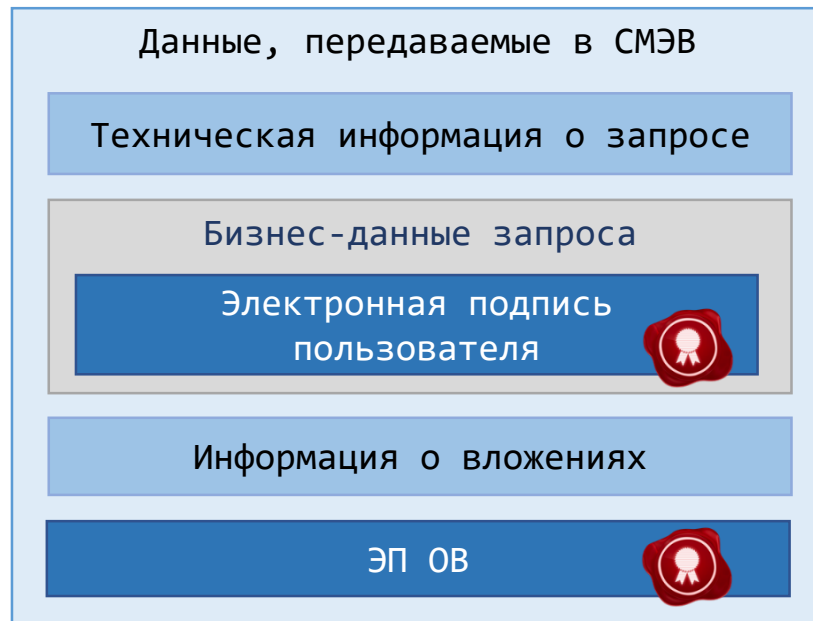 Данные, передаваемые в СМЭВ
Техническая информация о запросе
Бизнес-данные запроса
Электронная подпись
пользователя
Информация о вложениях
ЭП ОВ